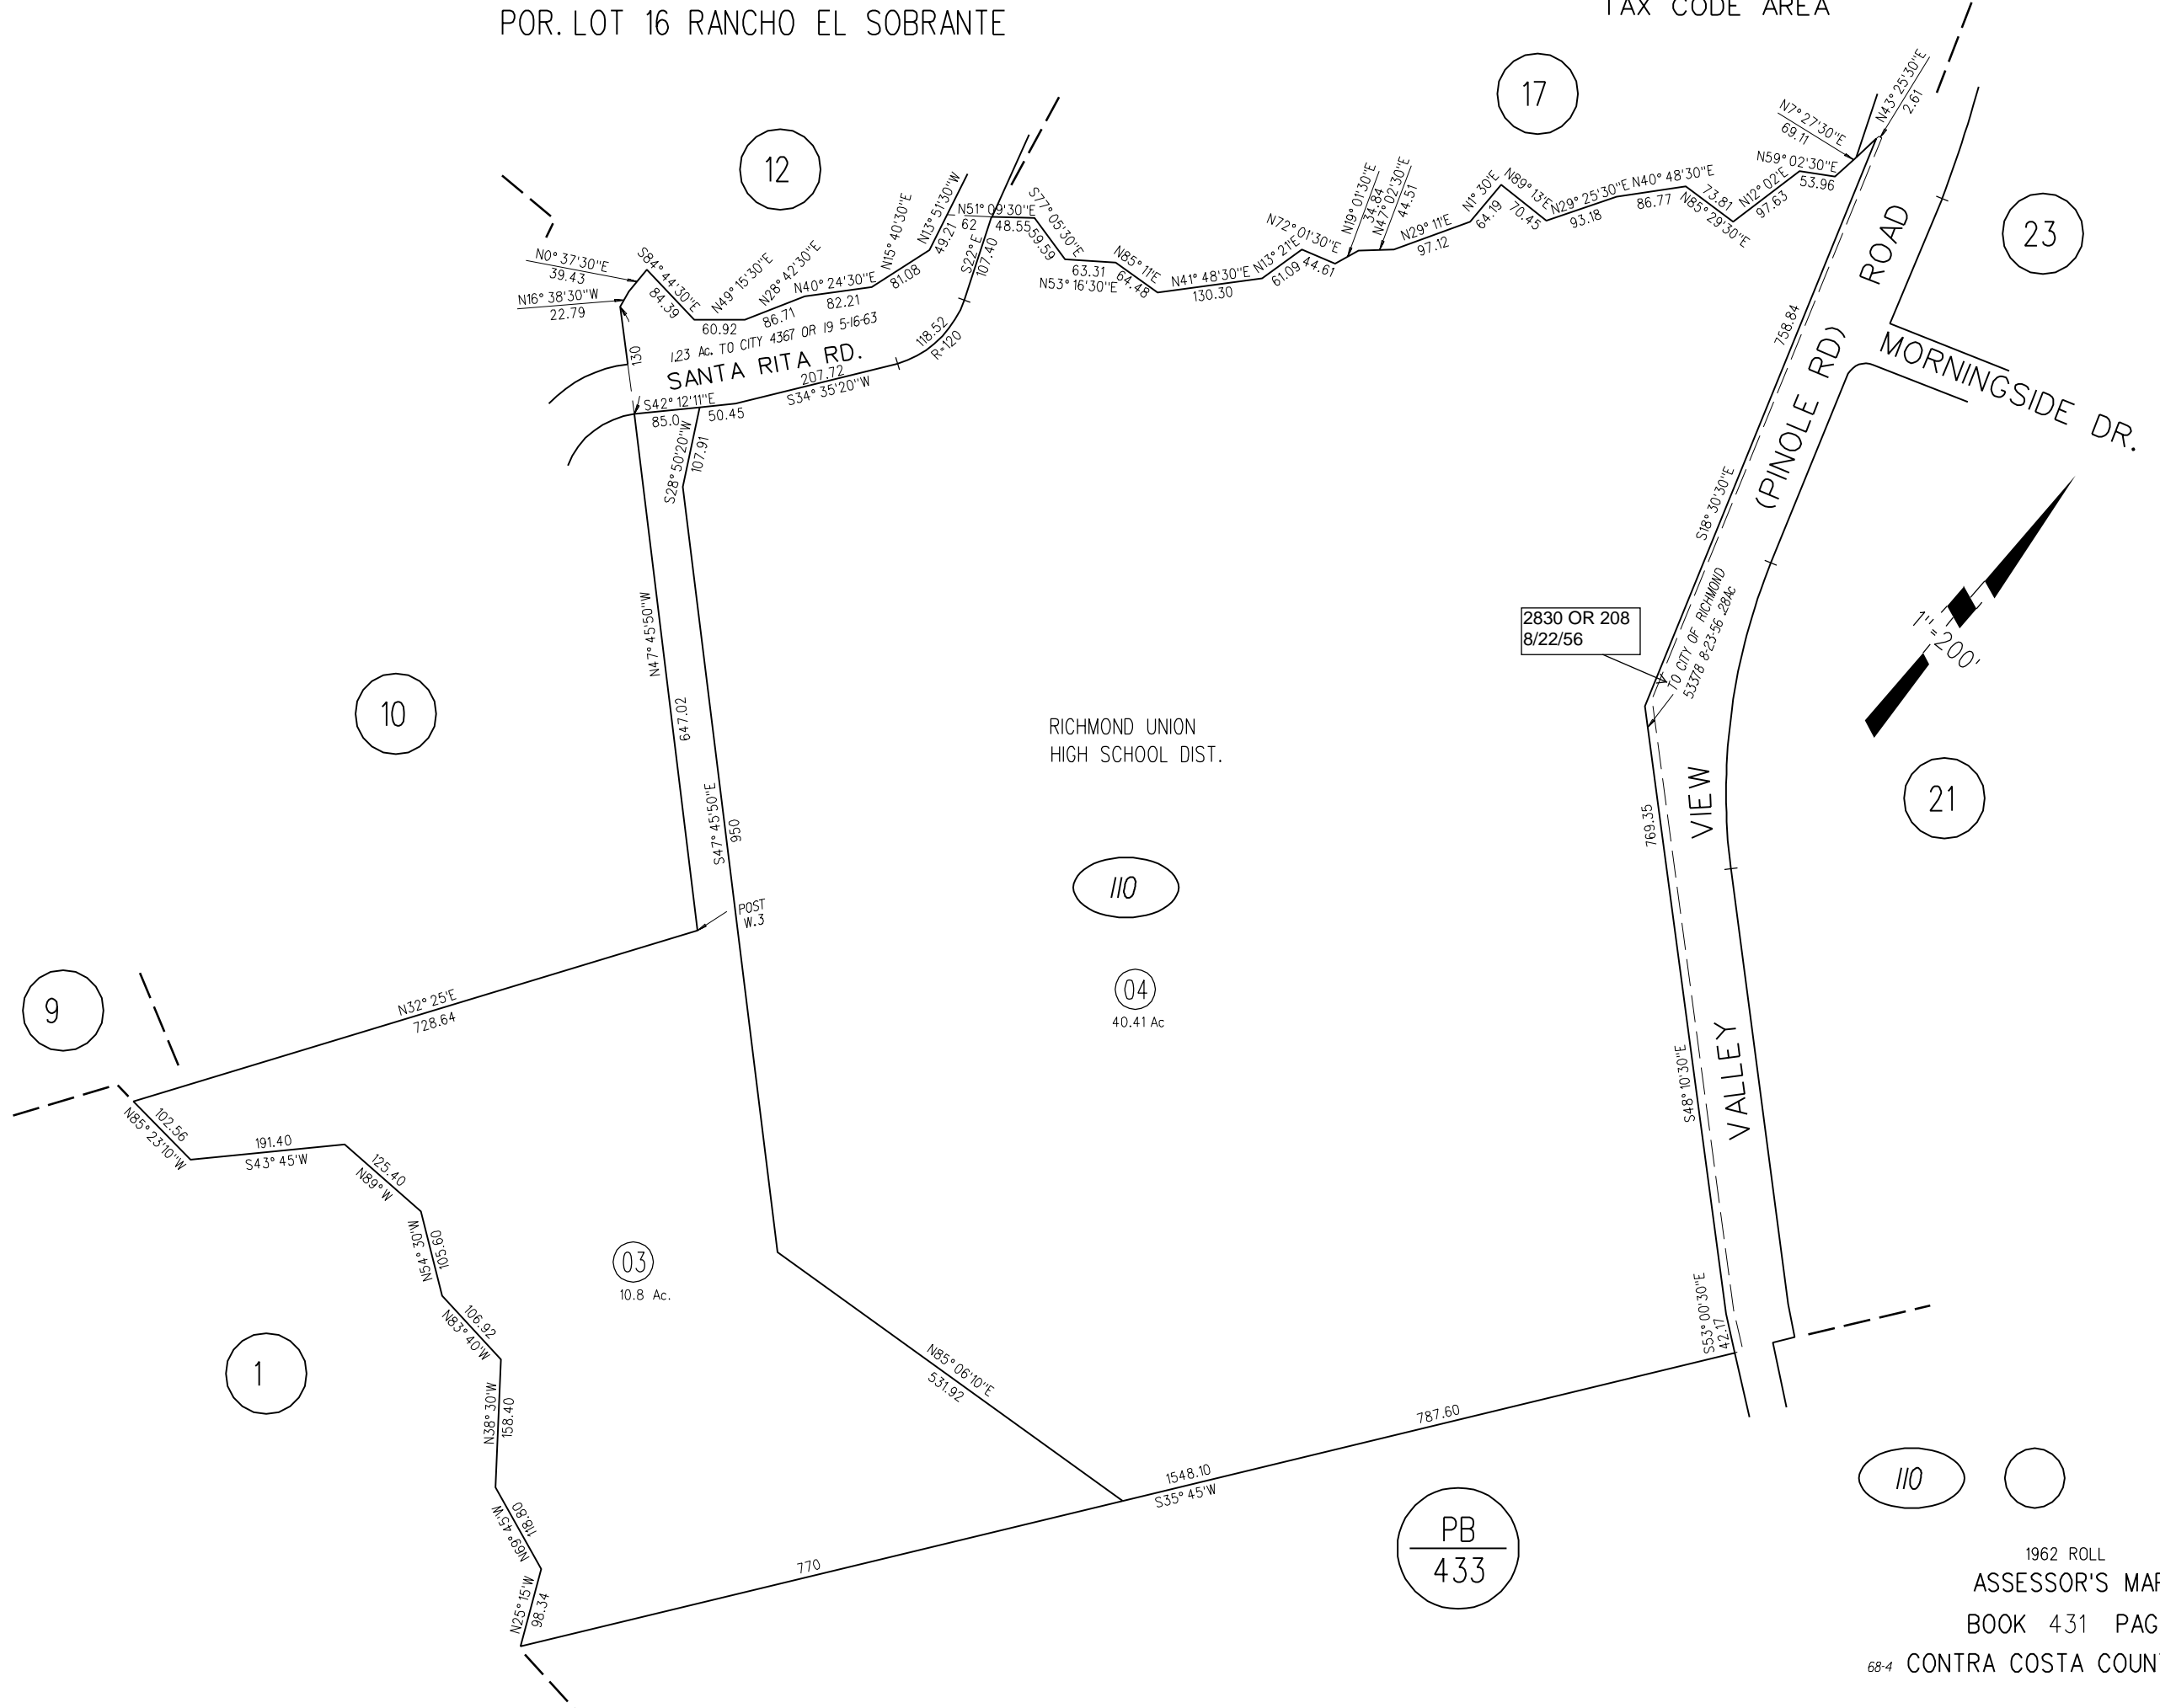 POR. LOT 16 RANCHO EL SOBRANTE
TAX CODE AREA
17
12
23
10
21
9
1
N43° 25'30"E
2.61
N7° 27'30"E
69.11
N59° 02'30"E
53.96
N12° 02'E
97.63
73.81
N85° 29'30"E
N40° 48'30"E
86.77
N29° 25'30"E
93.18
N89° 13'E
70.45
N1° 30'E
64.19
N29° 11'E
97.12
N47° 02'30"E
44.51
N19° 01'30"E
34.84
N72° 01'30"E
44.61
N13° 21'E
61.09
N41° 48'30"E
130.30
N85° 11'E
64.48
63.31
N53° 16'30"E
S77° 05'30"E
59.59
N51° 09'30"E
62
48.55
S22° E
107.40
N13° 51'30"W
49.21
N15° 40'30"E
81.08
N40° 24'30"E
82.21
N28° 42'30"E
86.71
N49° 15'30"E
60.92
S84° 44'30"E
84.39
N0° 37'30"E
39.43
N16° 38'30"W
22.79
130
1.23 Ac. TO CITY 4367 OR 19 5-16-63
SANTA RITA RD.
118.52
R=120
207.72
S34° 35'20"W
S42° 12'11"E
85.0
50.45
S28° 50'20"W
107.91
N47° 45'50"W
647.02
S47° 45'50"E
950
POST
W.3
RICHMOND UNION
HIGH SCHOOL DIST.
110
04
40.41 Ac
2830 OR 208
8/22/56
TO CITY OF RICHMOND
53378 8-23-56 .28Ac
758.84
S18° 30'30"E
ROAD
(PINOLE RD)
VIEW
VALLEY
MORNINGSIDE DR.
1"=200'
769.35
S48° 10'30"E
S53° 00'30"E
42.17
N32° 25'E
728.64
102.56
N85° 23'10"W
191.40
S43° 45'W
125.40
N89° W
N54° 30'W
105.60
106.92
N83° 40'W
N38° 30'W
158.40
118.80
N69° 45'W
N25° 15'W
98.34
03
10.8 Ac.
N85° 06'10"E
531.92
787.60
1548.10
S35° 45'W
770
PB
433
110
1962 ROLL
ASSESSOR'S MAP
BOOK 431 PAG
68-4 CONTRA COSTA COUN